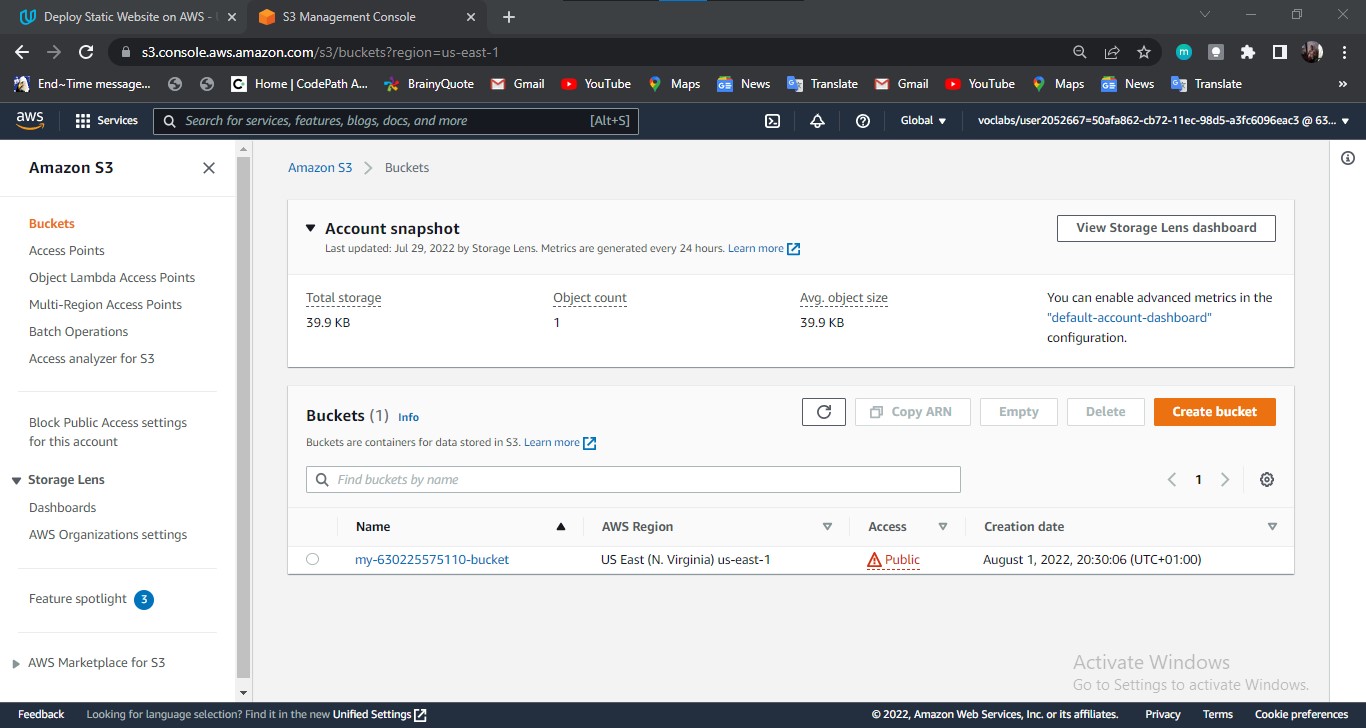 Deploy Static Website on AWS -
S3 Management Console
s3.console.aws.amazon.com/s3/buckets?region=us-east-1
m
End~Time message...
Home | CodePath A...
BrainyQuote
Gmail
YouTube
Maps
News
Translate
Gmail
YouTube
Maps
News
Translate
aws
Services
Search for services, features, blogs, docs, and more
[Alt+S]
Global
voclabs/user2052667=50afa862-cb72-11ec-98d5-a3fc6096eac3 @ 63...
Amazon S3
Buckets
Access Points
Object Lambda Access Points
Multi-Region Access Points
Batch Operations
Access analyzer for S3
Block Public Access settings
for this account
Storage Lens
Dashboards
AWS Organizations settings
Feature spotlight 3
AWS Marketplace for S3
Amazon S3 > Buckets
Account snapshot
Last updated: Jul 29, 2022 by Storage Lens. Metrics are generated every 24 hours. Learn more
View Storage Lens dashboard
Total storage
39.9 KB
Object count
1
Avg. object size
39.9 KB
You can enable advanced metrics in the
"default-account-dashboard"
configuration.
Buckets (1) Info
Buckets are containers for data stored in S3. Learn more
Copy ARN
Empty
Delete
Create bucket
Find buckets by name
1
Name
AWS Region
Access
Creation date
my-630225575110-bucket
US East (N. Virginia) us-east-1
Public
August 1, 2022, 20:30:06 (UTC+01:00)
Activate Windows
Go to Settings to activate Windows.
Feedback
Looking for language selection? Find it in the new Unified Settings
© 2022, Amazon Web Services, Inc. or its affiliates.
Privacy
Terms
Cookie preferences